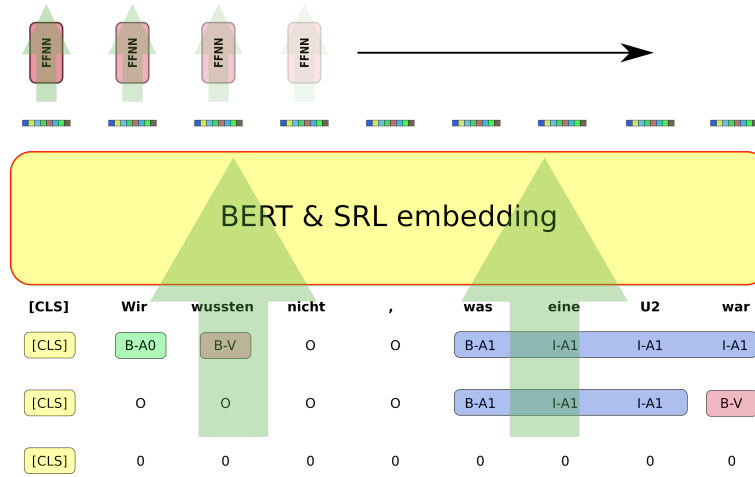 FFNN FFNN FFNN FFNN
BERT & SRL embedding
[CLS] Wir wussten nicht , was eine U2 war
[CLS] B-A0 B-V O O B-A1 I-A1 I-A1 I-A1
[CLS] O O O O B-A1 I-A1 I-A1 B-V
[CLS] 0 0 0 0 0 0 0 0